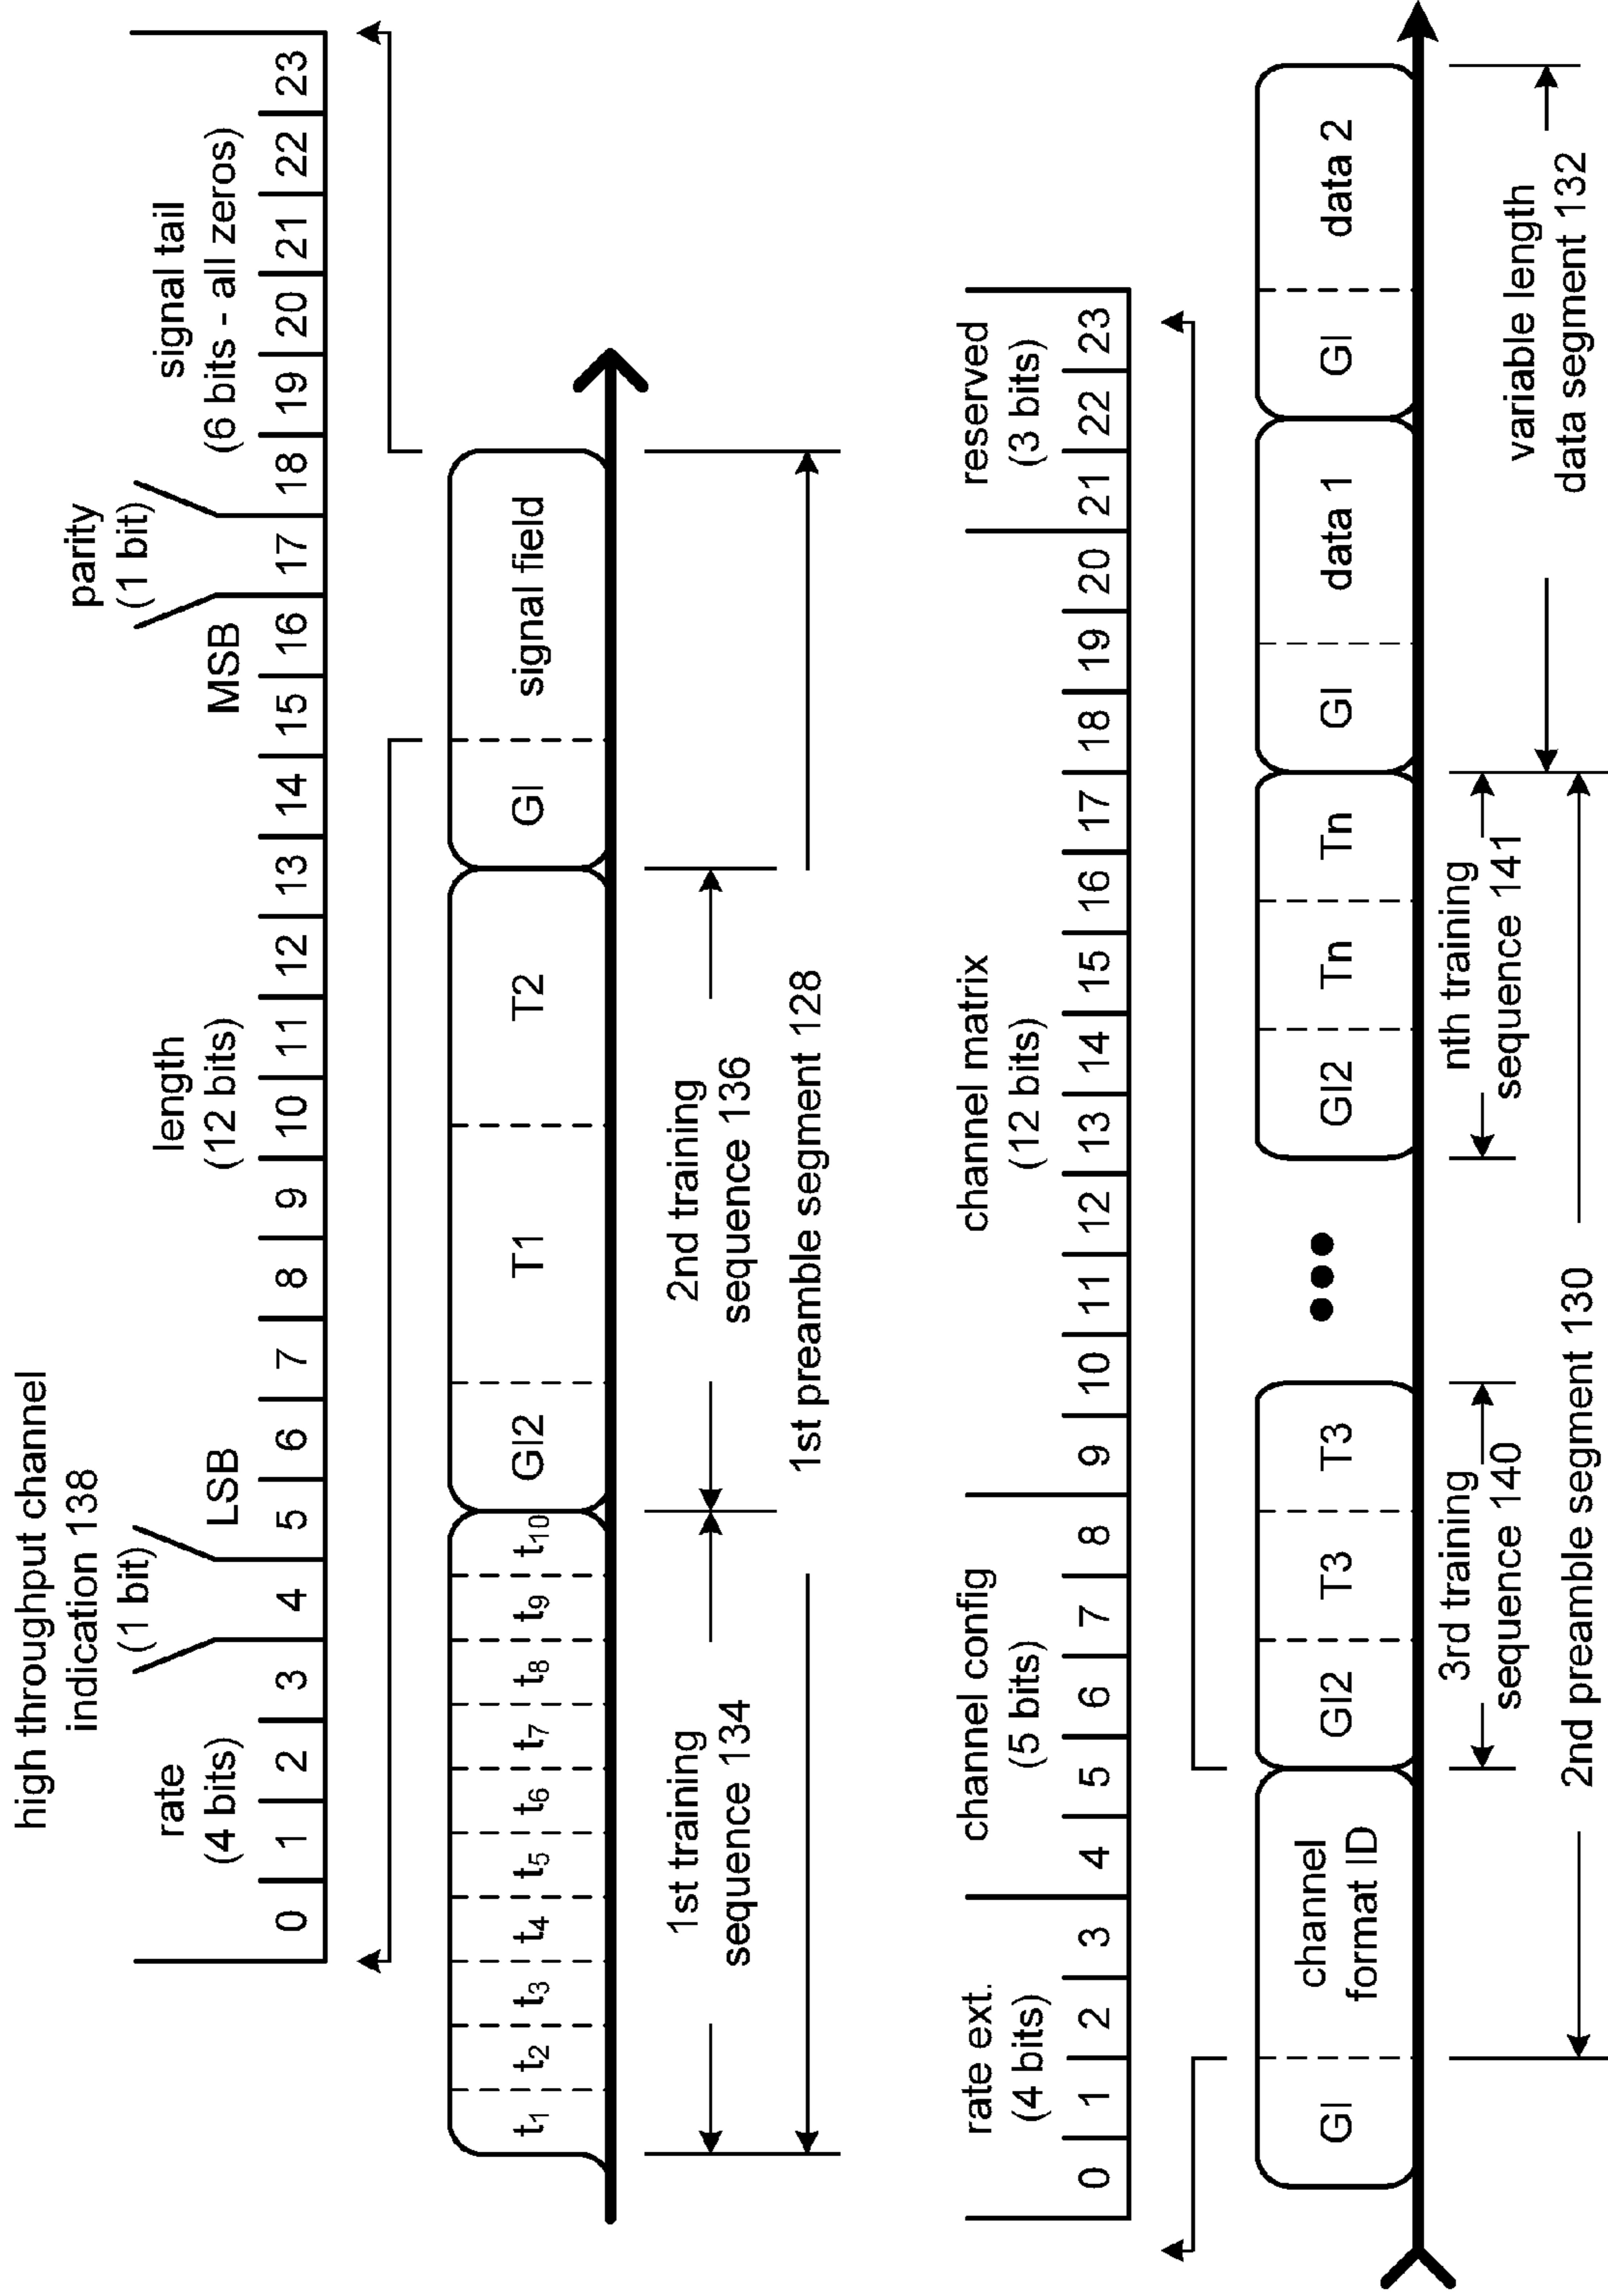 high throughput channel
indication 138
(1 bit)
parity
(1 bit)
rate
(4 bits)
LSB
length
(12 bits)
MSB
signal tail
(6 bits - all zeros)
0 1 2 3 4 5 6 7 8 9 10 11 12 13 14 15 16 17 18 19 20 21 22 23
t1 t2 t3 t4 t5 t6 t7 t8 t9 t10 GI2 T1 T2 GI signal field
1st training
sequence 134
2nd training
sequence 136
1st preamble segment 128
rate ext.
(4 bits)
channel config
(5 bits)
channel matrix
(12 bits)
reserved
(3 bits)
0 1 2 3 4 5 6 7 8 9 10 11 12 13 14 15 16 17 18 19 20 21 22 23
GI channel
format ID
GI2 T3 T3 GI2 Tn Tn GI data 1 GI data 2
3rd training
sequence 140
nth training
sequence 141
variable length
data segment 132
2nd preamble segment 130